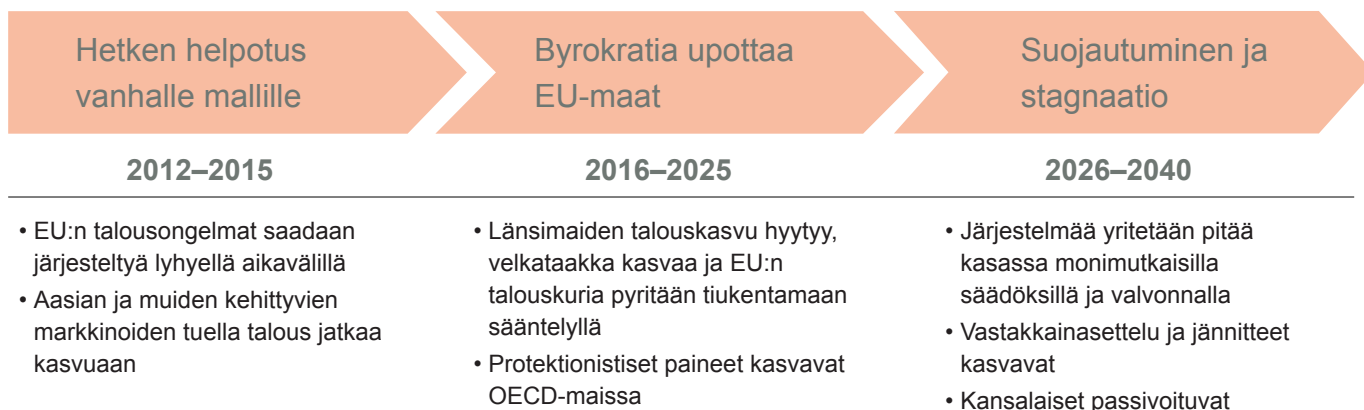 Hetken helpotus
vanhalle mallille
Byrokratia upottaa
EU-maat
Suojautuminen ja
stagnaatio
2012–2015
2016–2025
2026–2040
• EU:n talousongelmat saadaan
järjesteltyä lyhyellä aikavälillä
• Aasian ja muiden kehittyvien
markkinoiden tuella talous jatkaa
kasvuaan
• Länsimaiden talouskasvu hyytyy,
velkataakka kasvaa ja EU:n
talouskuria pyritään tiukentamaan
sääntelyllä
• Protektionistiset paineet kasvavat
OECD-maissa
• Järjestelmää yritetään pitää
kasassa monimutkaisilla
säädöksillä ja valvonnalla
• Vastakkainasettelu ja jännitteet
kasvavat
• Kansalaiset passivoituvat